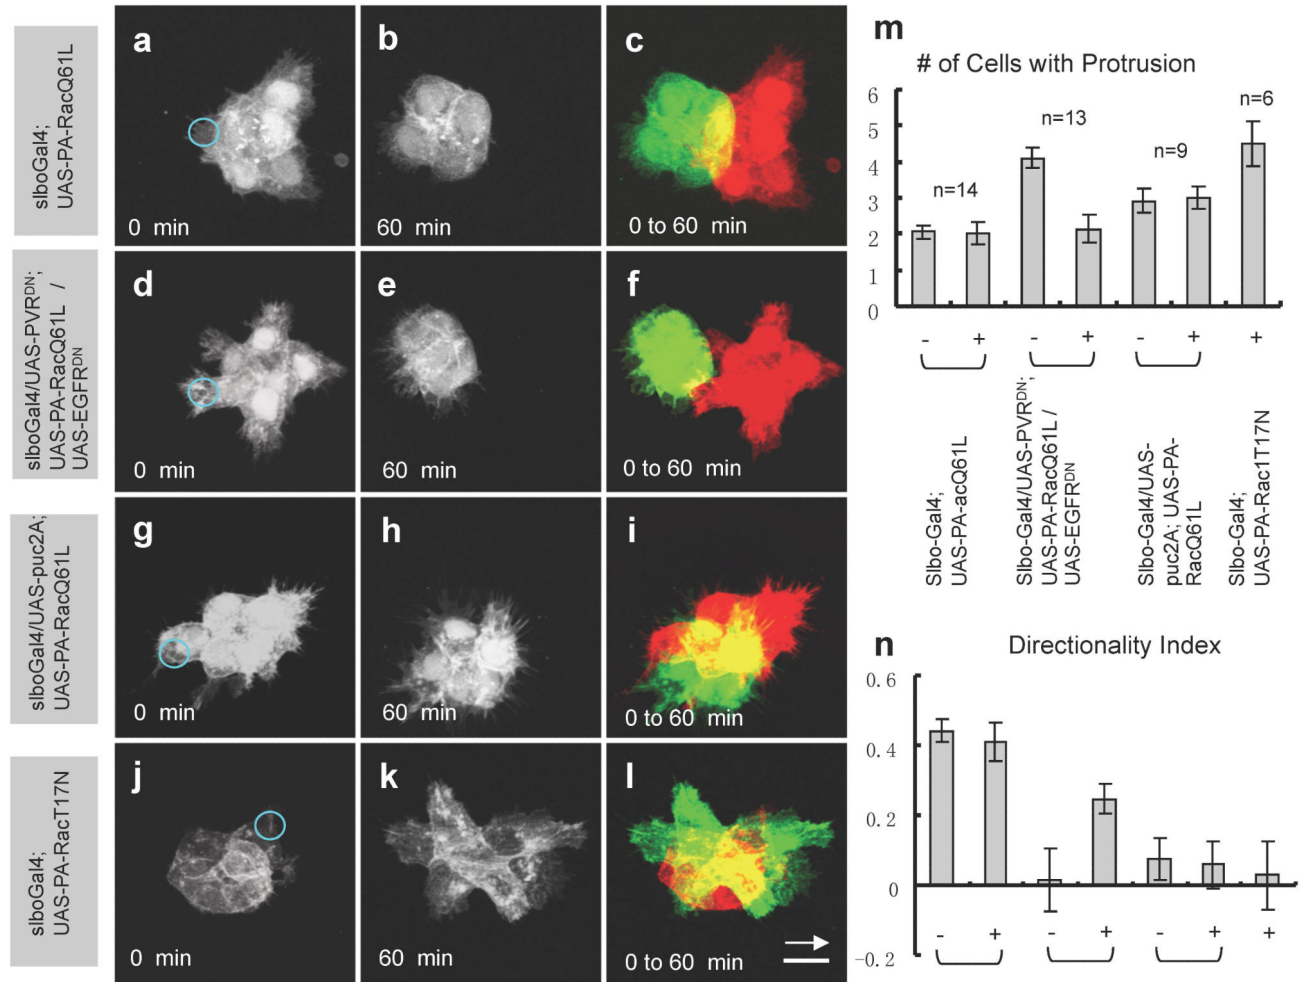 slboGal4;
UAS-PA-RacQ61L
a
0 min
b
60 min
c
0 to 60 min
slboGal4/UAS-PVRDN;
UAS-PA-RacQ61L /
UAS-EGFRDN
d
0 min
e
60 min
f
0 to 60 min
slboGal4/UAS-puc2A;
UAS-PA-RacQ61L
g
0 min
h
60 min
i
0 to 60 min
slboGal4;
UAS-PA-RacT17N
j
0 min
k
60 min
l
0 to 60 min
m
# of Cells with Protrusion
6
5
4
3
2
1
0
n=14
n=13
n=9
n=6
- + - + - + +
Slbo-Gal4;
UAS-PA-acQ61L
Slbo-Gal4/UAS-PVRDN;
UAS-PA-RacQ61L /
UAS-EGFRDN
Slbo-Gal4/UAS-
puc2A; UAS-PA-
RacQ61L
Slbo-Gal4;
UAS-PA-Rac1T17N
n
Directionality Index
0.6
0.4
0.2
0
-0.2
- + - + - + +